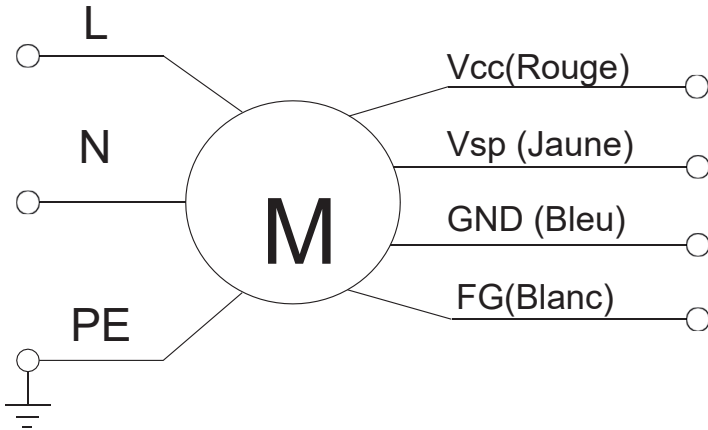 L
N
PE
M
Vcc(Rouge)
Vsp (Jaune)
GND (Bleu)
FG(Blanc)